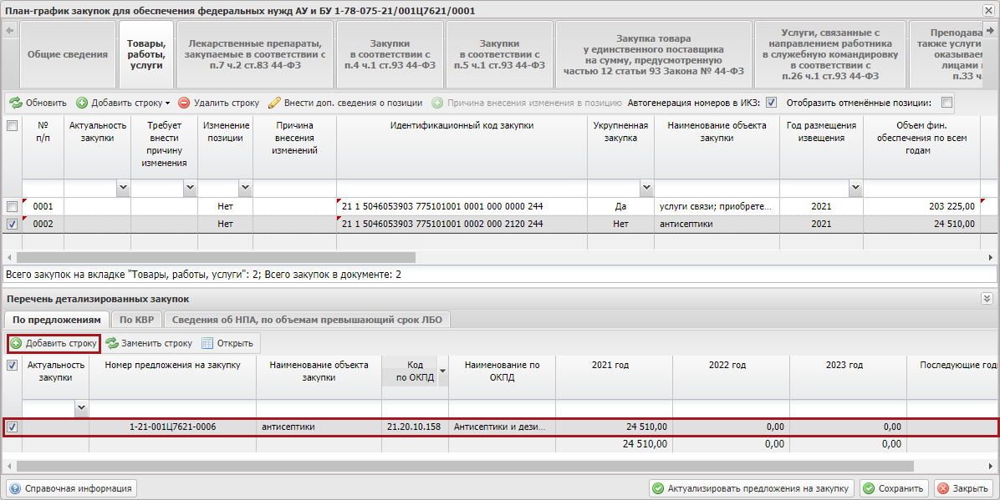 План-график закупок для обеспечения федеральных нужд АУ и БУ 1-78-075-21/001Ц7621/0001
Общие сведения
Товары,
работы,
услуги
Лекарственные препараты,
закупаемые в соответствии с
п.7 ч.2 ст.83 44-ФЗ
Закупки
в соответствии с
п.4 ч.1 ст.93 44-ФЗ
Закупки
в соответствии с
п.5 ч.1 ст.93 44-ФЗ
Закупка товара
у единственного поставщика
на сумму, предусмотренную
частью 12 статьи 93 Закона № 44-ФЗ
Услуги, связанные с
направлением работника
в служебную командировку
в соответствии с
п.26 ч.1 ст.93 44-ФЗ
Преподава
также услуги
оказываем
лицами
п.33 ч.
Обновить Добавить строку Удалить строку Внести доп. сведения о позиции Причина внесения изменения в позицию Автогенерация номеров в ИКЗ: Отобразить отменённые позиции:
№
п/п
Актуальность
закупки
Требует
внести
причину
изменения
Изменение
позиции
Причина
внесения
изменений
Идентификационный код закупки
Укрупненная
закупка
Наименование объекта
закупки
Год размещения
извещения
Объем фин.
обеспечения по всем
годам
0001 Нет 21 1 5046053903 775101001 0001 000 0000 244 Да услуги связи; приобрете... 2021 203 225,00
0002 Нет 21 1 5046053903 775101001 0002 000 2120 244 Нет антисептики 2021 24 510,00
Всего закупок на вкладке "Товары, работы, услуги": 2; Всего закупок в документе: 2
Перечень детализированных закупок
По предложениям По КВР Сведения об НПА, по объемам превышающий срок ЛБО
Добавить строку Заменить строку Открыть
Актуальность
закупки
Номер предложения на закупку
Наименование объекта
закупки
Код
по ОКПД
Наименование по
ОКПД
2021 год
2022 год
2023 год
Последующие год
1-21-001Ц7621-0006 антисептики 21.20.10.158 Антисептики и дези... 24 510,00 0,00 0,00
24 510,00 0,00 0,00
Справочная информация Актуализировать предложения на закупку Сохранить Закрыть